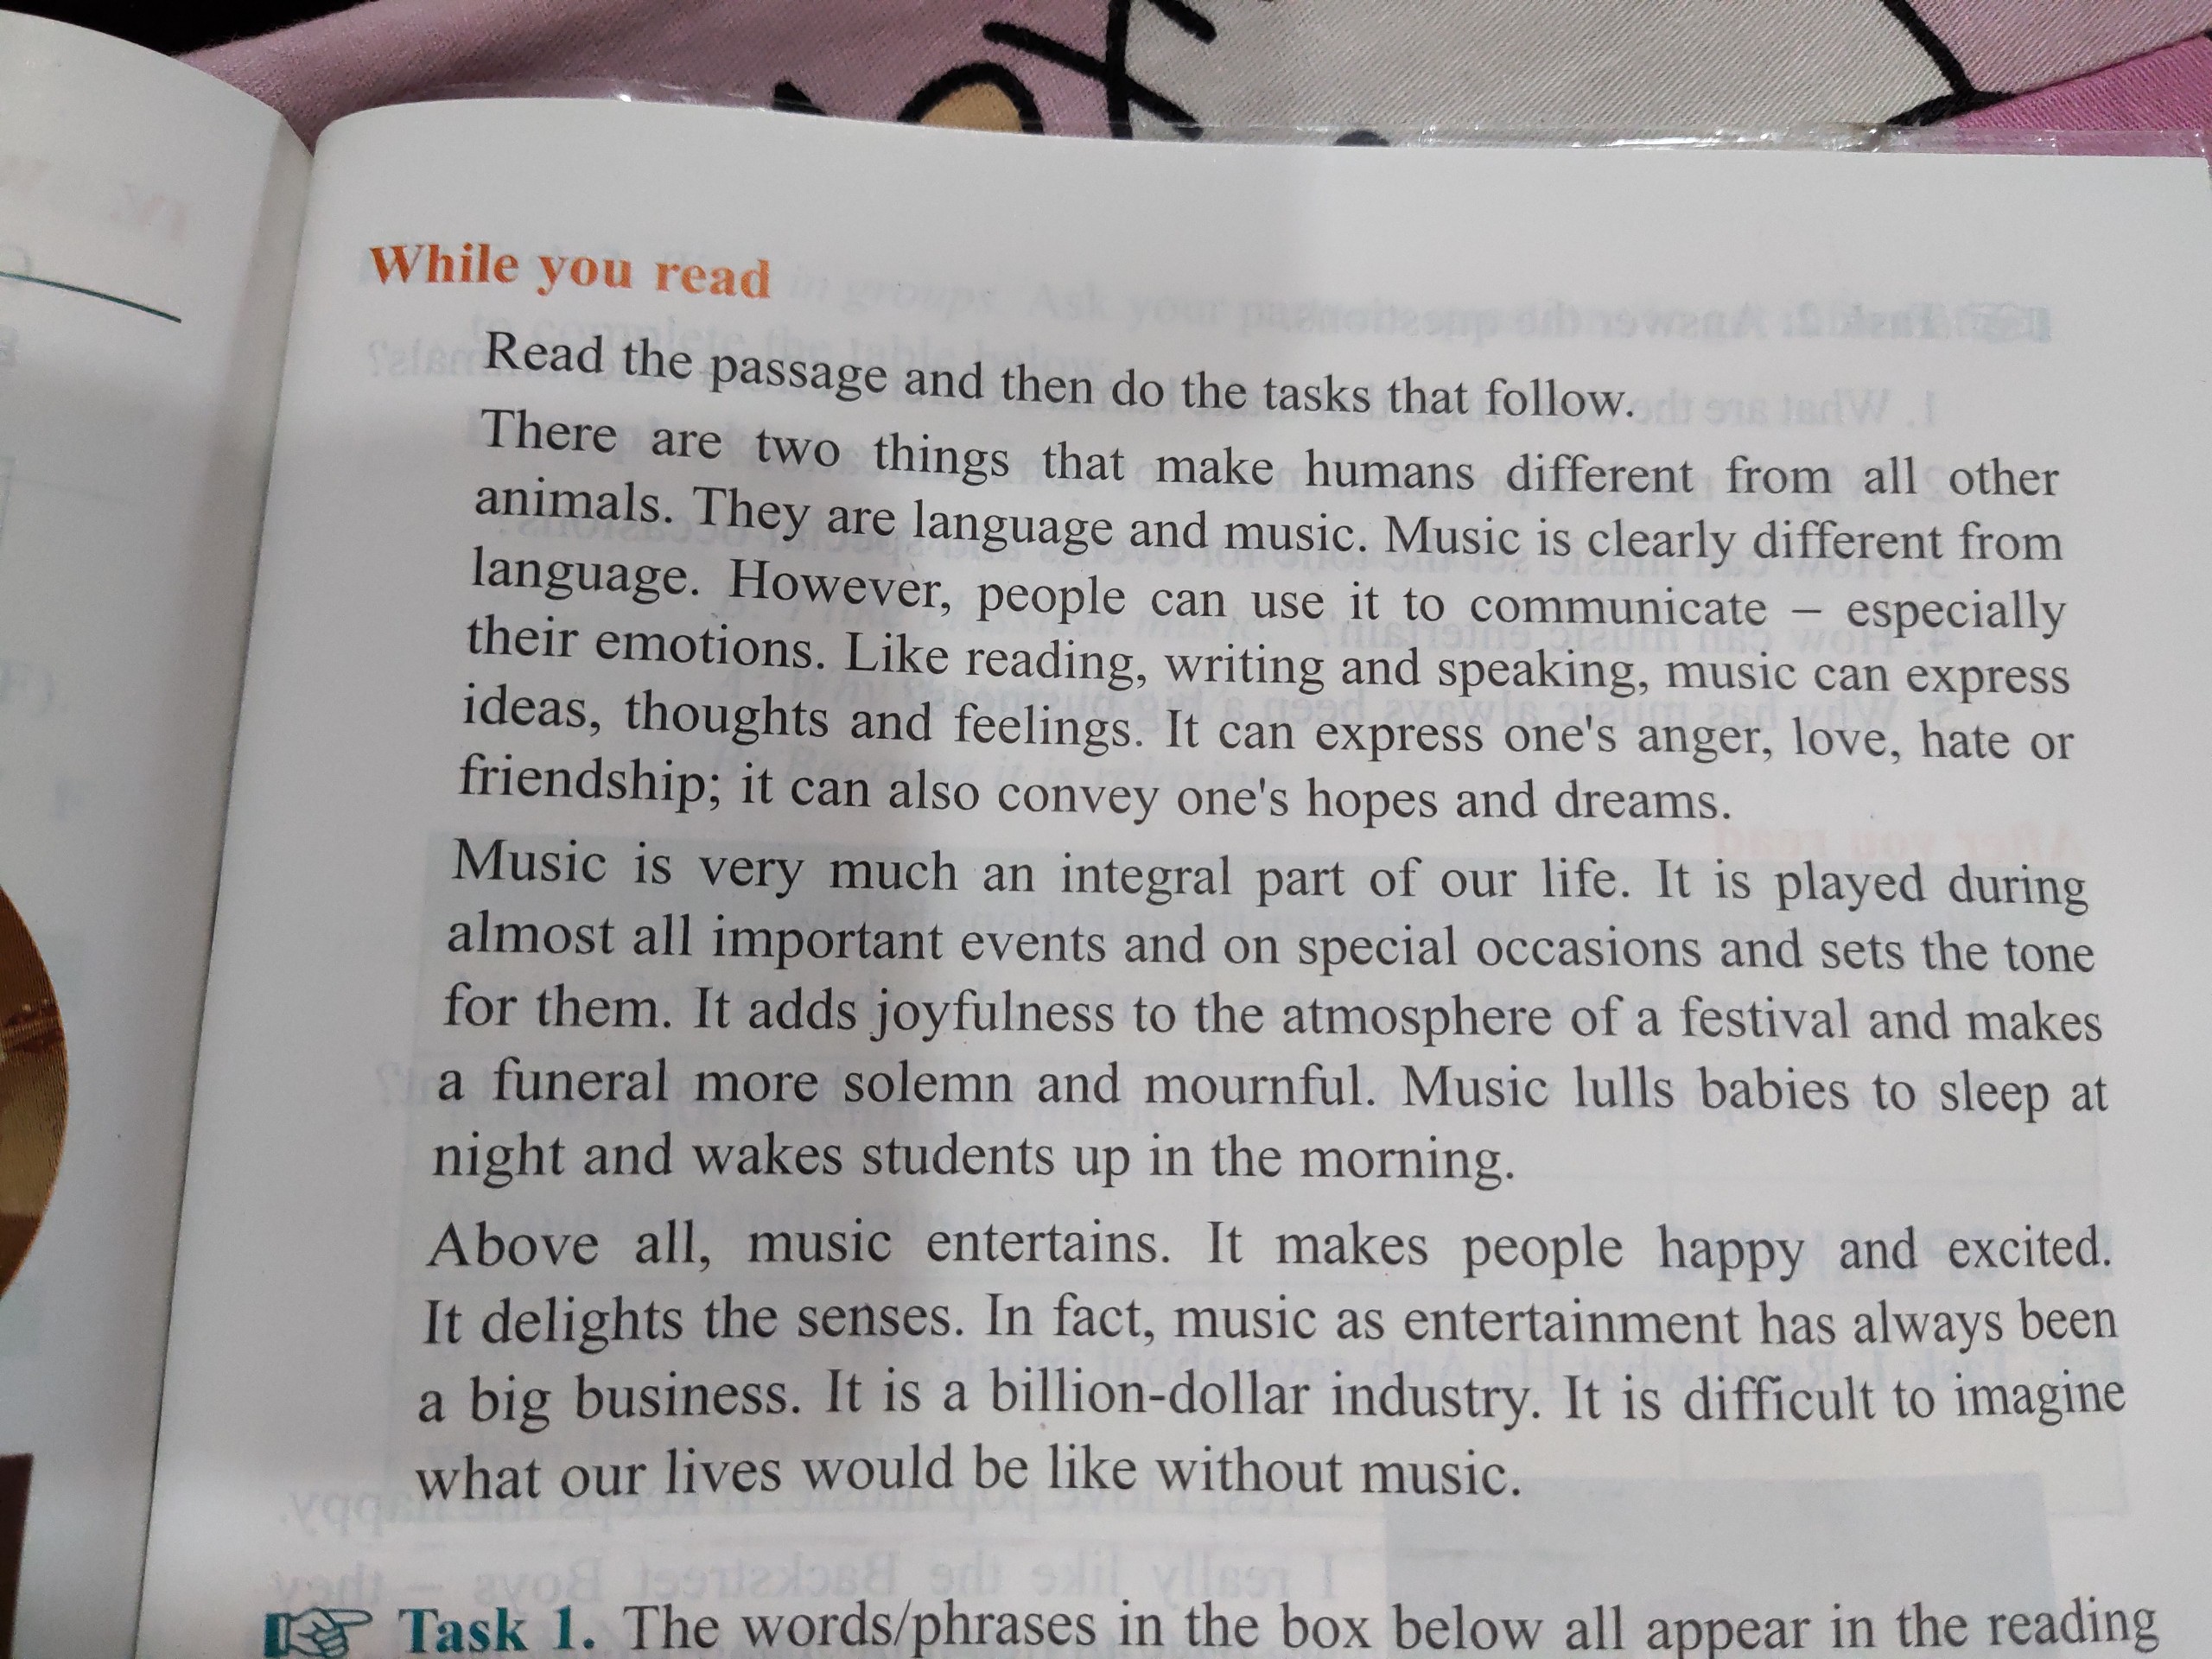 While you read
Read the passage and then do the tasks that follow.
There are two things that make humans different from all other
animals. They are language and music. Music is clearly different from
language. However, people can use it to communicate – especially
their emotions. Like reading, writing and speaking, music can express
ideas, thoughts and feelings. It can express one's anger, love, hate or
friendship; it can also convey one's hopes and dreams.
Music is very much an integral part of our life. It is played during
almost all important events and on special occasions and sets the tone
for them. It adds joyfulness to the atmosphere of a festival and makes
a funeral more solemn and mournful. Music lulls babies to sleep at
night and wakes students up in the morning.
Above all, music entertains. It makes people happy and excited.
It delights the senses. In fact, music as entertainment has always been
a big business. It is a billion-dollar industry. It is difficult to imagine
what our lives would be like without music.
Task 1. The words/phrases in the box below all appear in the reading